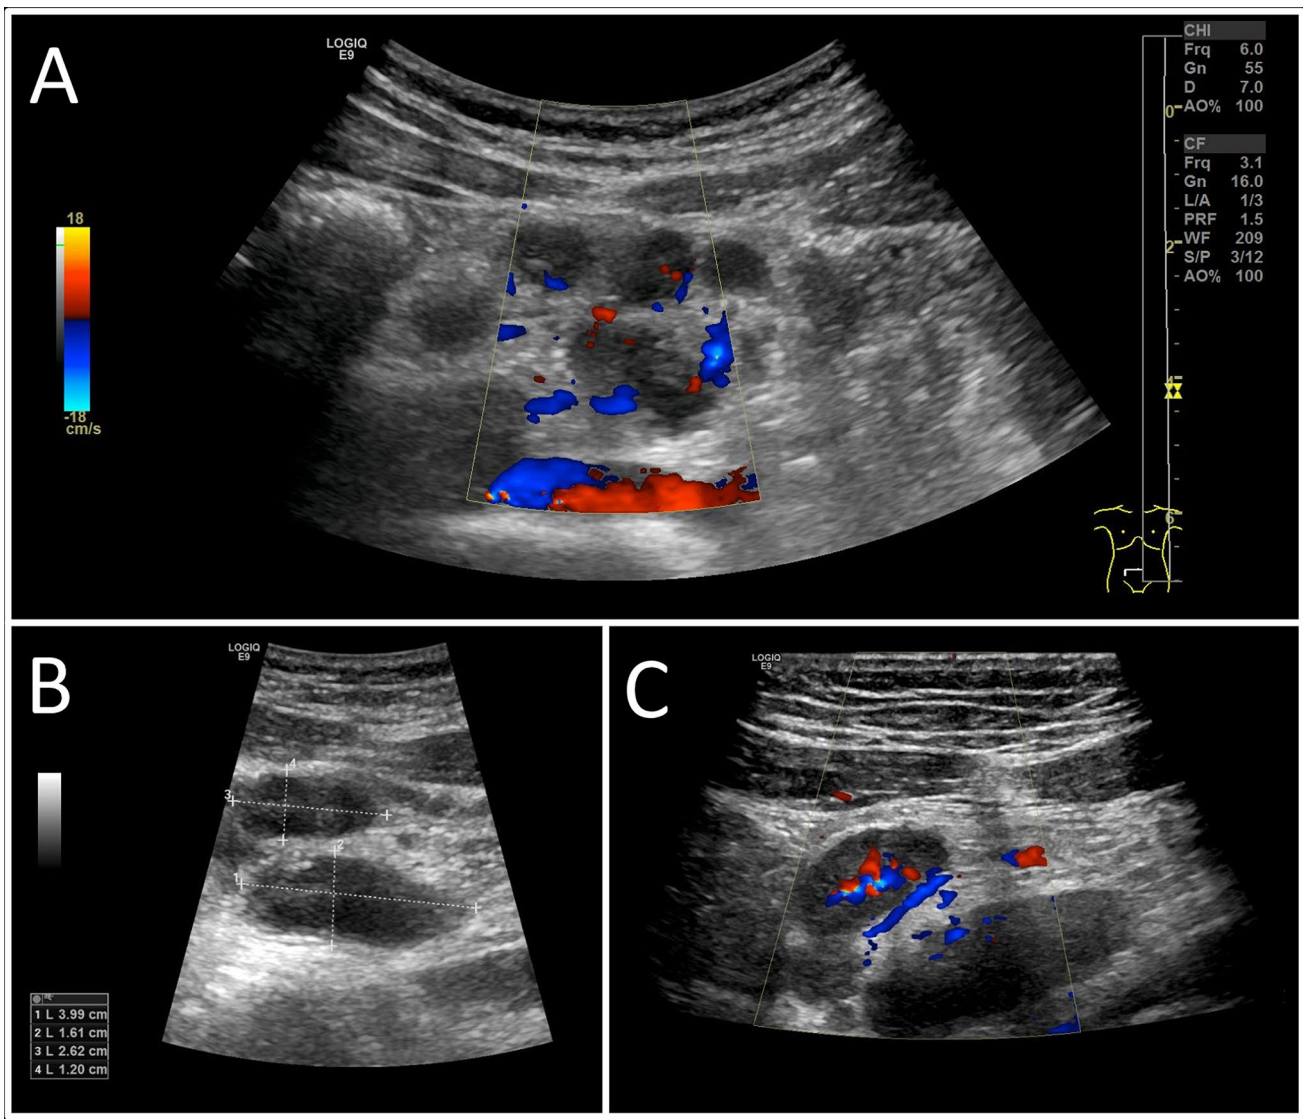 A
LOGIQ
E9
18
-18
cm/s
CHI
Frq 6.0
Gn 55
D 7.0
AO% 100
CF
Frq 3.1
Gn 16.0
L/A 1/3
PRF 1.5
WF 209
S/P 3/12
AO% 100
0
2
4
6
B
LOGIQ
E9
4
3
2
1
1 L 3.99 cm
2 L 1.61 cm
3 L 2.62 cm
4 L 1.20 cm
C
LOGIQ
E9